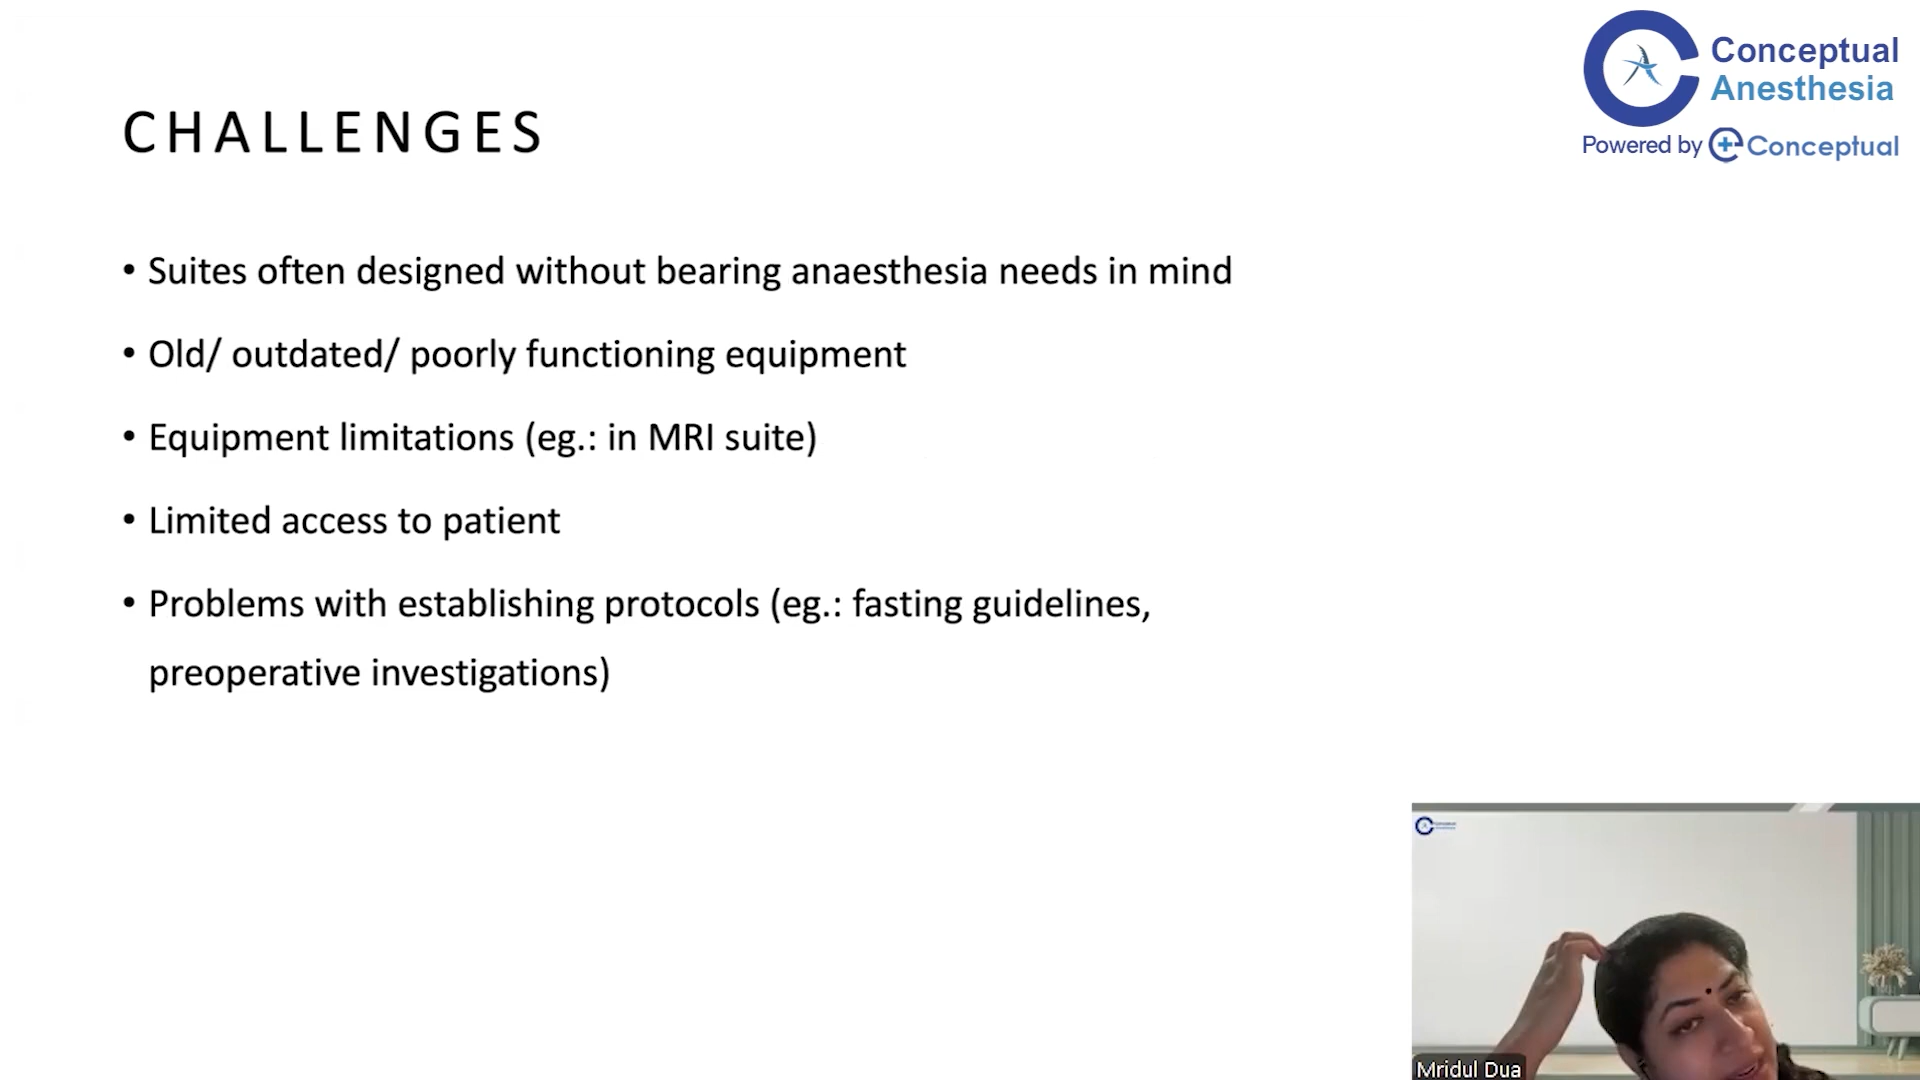 Conceptual
Anesthesia
Powered by Conceptual
CHALLENGES
• Suites often designed without bearing anaesthesia needs in mind
• Old/ outdated/ poorly functioning equipment
• Equipment limitations (eg.: in MRI suite)
• Limited access to patient
• Problems with establishing protocols (eg.: fasting guidelines,
preoperative investigations)
Mridul Dua